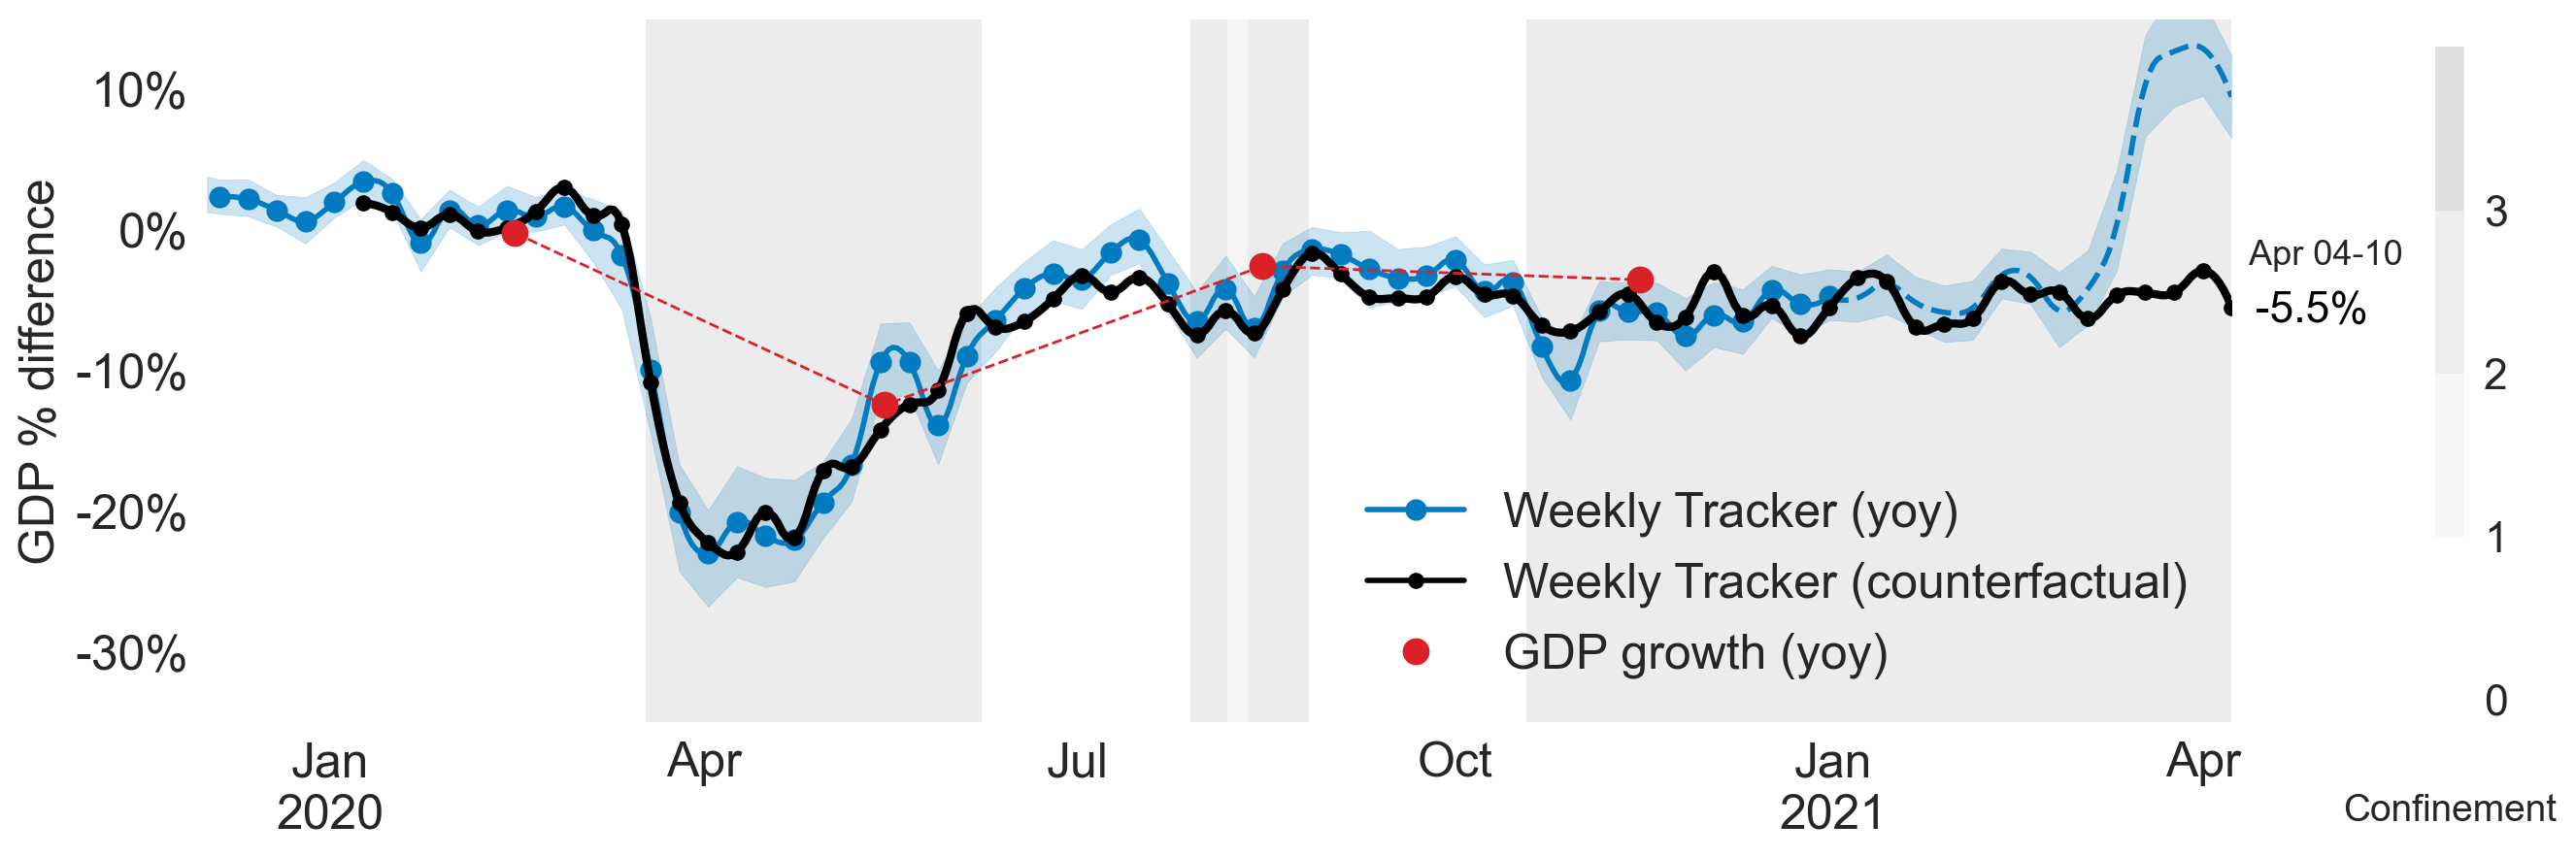 GDP % difference
10%
0%
-10%
-20%
-30%
Jan
2020
Apr
Jul
Oct
Jan
2021
Apr
Weekly Tracker (yoy)
Weekly Tracker (counterfactual)
GDP growth (yoy)
Apr 04-10
-5.5%
3
2
1
0
Confinement